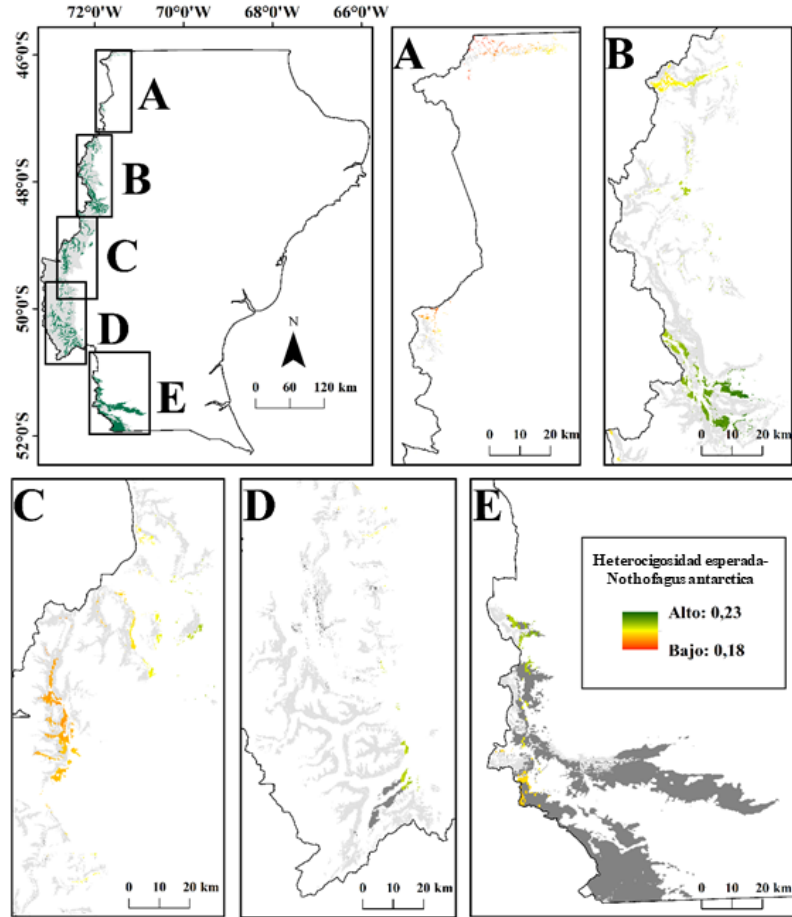 72°0'W 70°0'W 68°0'W 66°0'W
46°0'S
48°0'S
50°0'S
52°0'S
A
B
C
D
E
N
0 60 120 km
A
0 10 20 km
B
0 10 20 km
C
0 10 20 km
D
0 10 20 km
E
Heterocigosidad esperada-
Nothofagus antarctica
Alto: 0,23
Bajo: 0,18
0 10 20 km